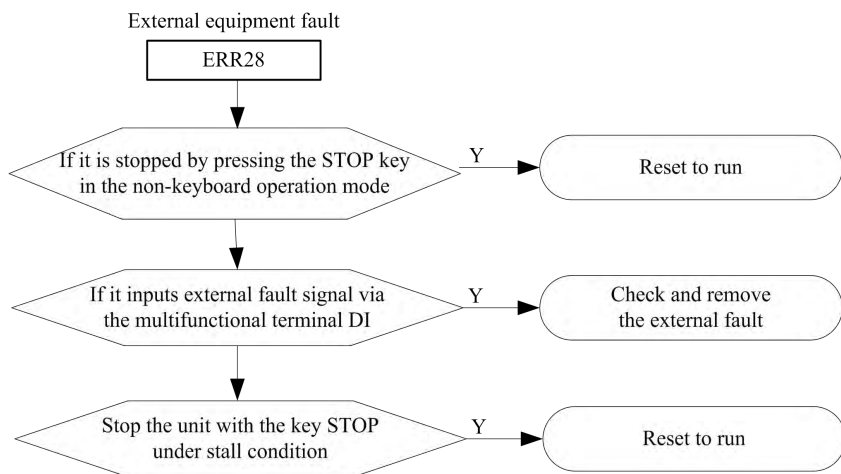 External equipment fault
ERR28
If it is stopped by pressing the STOP key
in the non-keyboard operation mode
Y
Reset to run
If it inputs external fault signal via
the multifunctional terminal DI
Y
Check and remove
the external fault
Stop the unit with the key STOP
under stall condition
Y
Reset to run